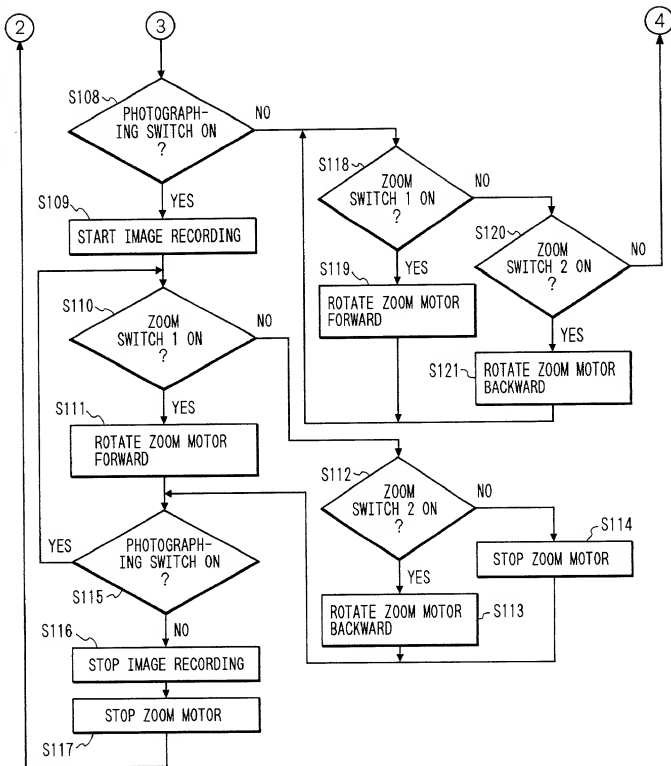 2
3
4
S108
PHOTOGRAPH-
ING SWITCH ON
?
NO
YES
S109
START IMAGE RECORDING
S110
ZOOM
SWITCH 1 ON
?
NO
YES
S111
ROTATE ZOOM MOTOR
FORWARD
PHOTOGRAPH-
ING SWITCH ON
?
YES
S115
NO
S116
STOP IMAGE RECORDING
STOP ZOOM MOTOR
S117
S118
ZOOM
SWITCH 1 ON
?
NO
YES
S119
ROTATE ZOOM MOTOR
FORWARD
S120
ZOOM
SWITCH 2 ON
?
NO
YES
S121
ROTATE ZOOM MOTOR
BACKWARD
S112
ZOOM
SWITCH 2 ON
?
NO
YES
S114
STOP ZOOM MOTOR
ROTATE ZOOM MOTOR
BACKWARD
S113